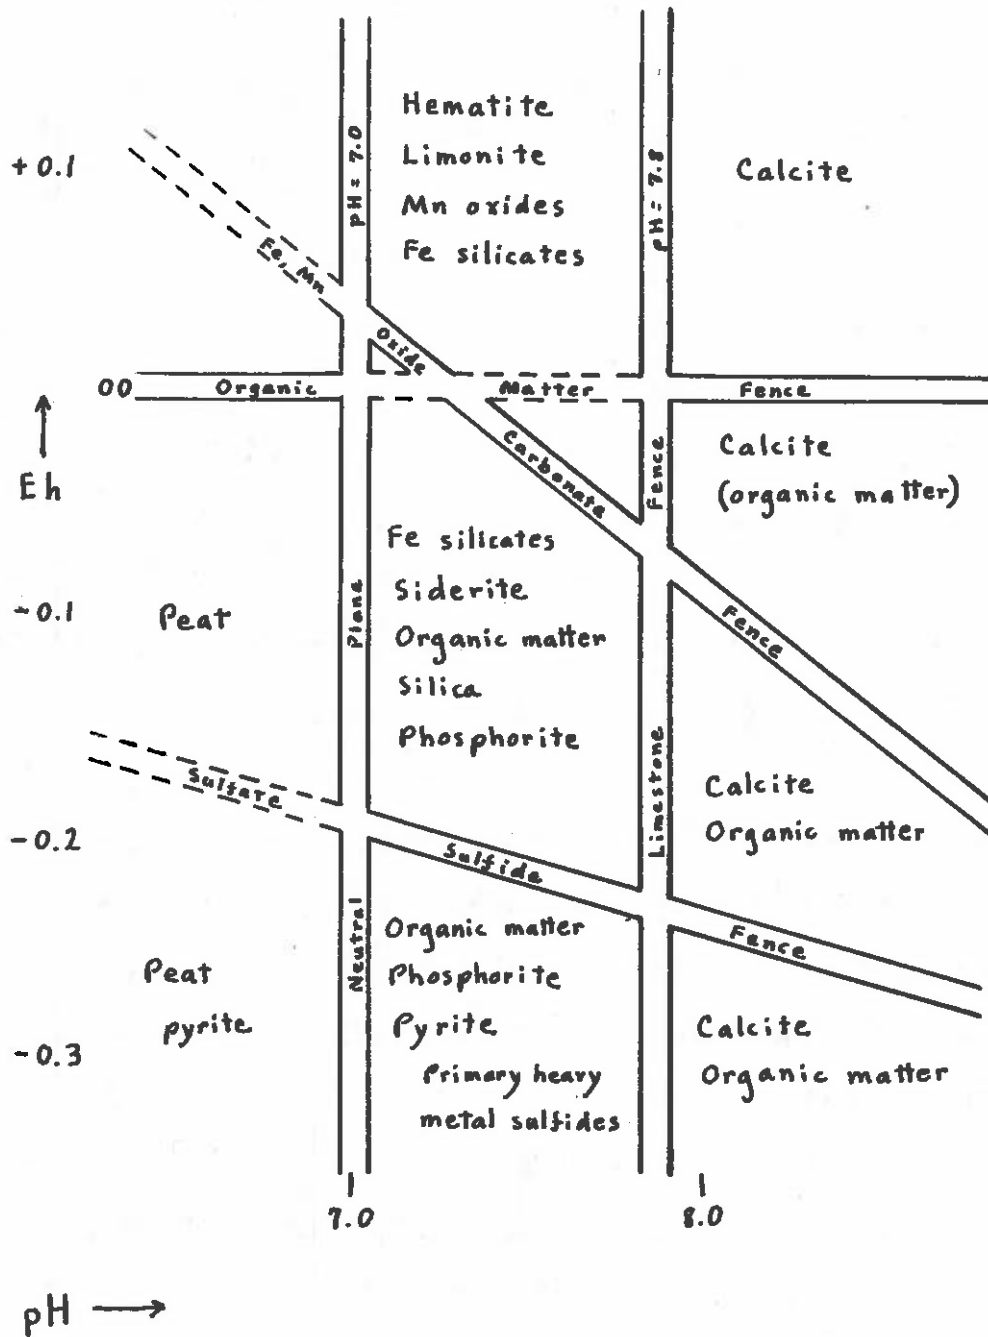 Hematite
Limonite
Mn oxides
Fe silicates
pH = 7.0
pH = 7.8
Calcite
+0.1
Fe, Mn
Oxide
00
Organic
Matter
Fence
Eh
Carbonate
Fence
Calcite
(organic matter)
Fe silicates
Siderite
Organic matter
Silica
Phosphorite
-0.1
Peat
Plane
Fence
Limestone
Calcite
Organic matter
Sulfate
-0.2
Sulfide
Fence
Neutral
Organic matter
Phosphorite
Pyrite
Primary heavy
metal sulfides
Peat
pyrite
-0.3
Calcite
Organic matter
7.0
8.0
pH